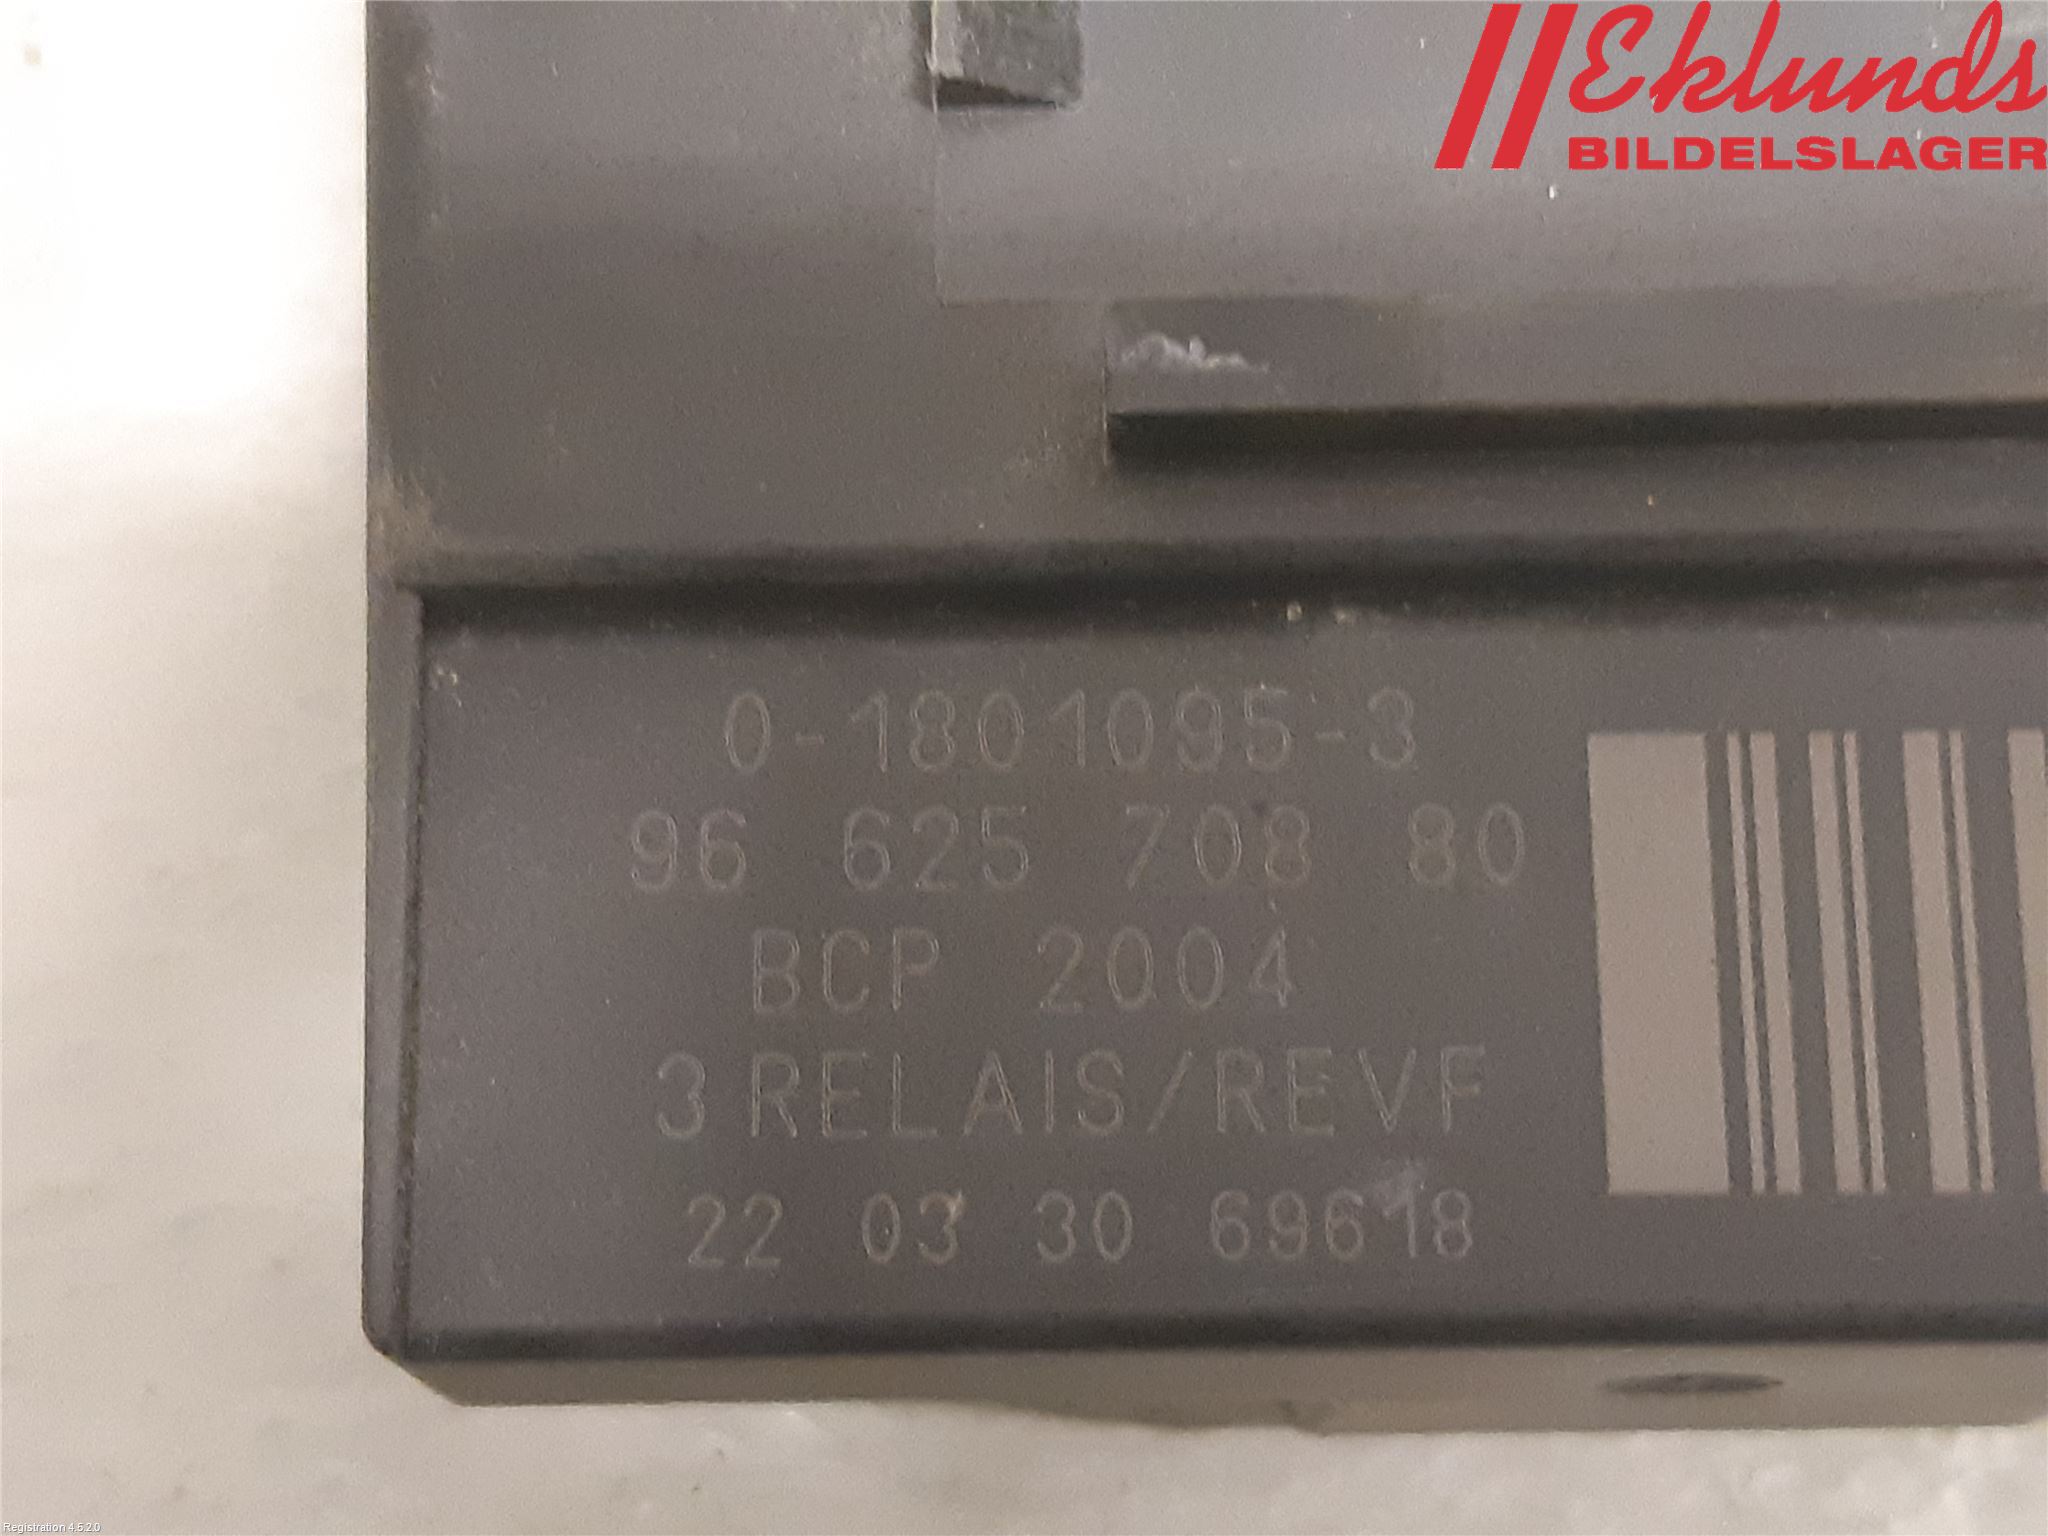 Eklunds
BILDELSLAGER
0-1801095-3
96 625 708 80
BCP 2004
3 RELAIS/REVF
22 03 30 69618
Registration 4.5.2.0